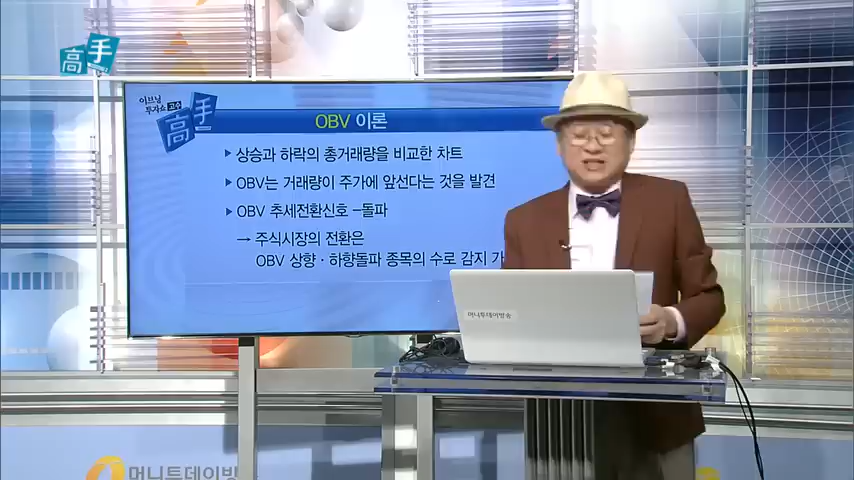 高手
이브닝
투자쇼 고수
高手
OBV 이론
▶ 상승과 하락의 총거래량을 비교한 차트
▶ OBV는 거래량이 주가에 앞선다는 것을 발견
▶ OBV 추세전환신호 –돌파
→ 주식시장의 전환은
OBV 상향 · 하향돌파 종목의 수로 감지 가
머니투데이방송
머니투데이방